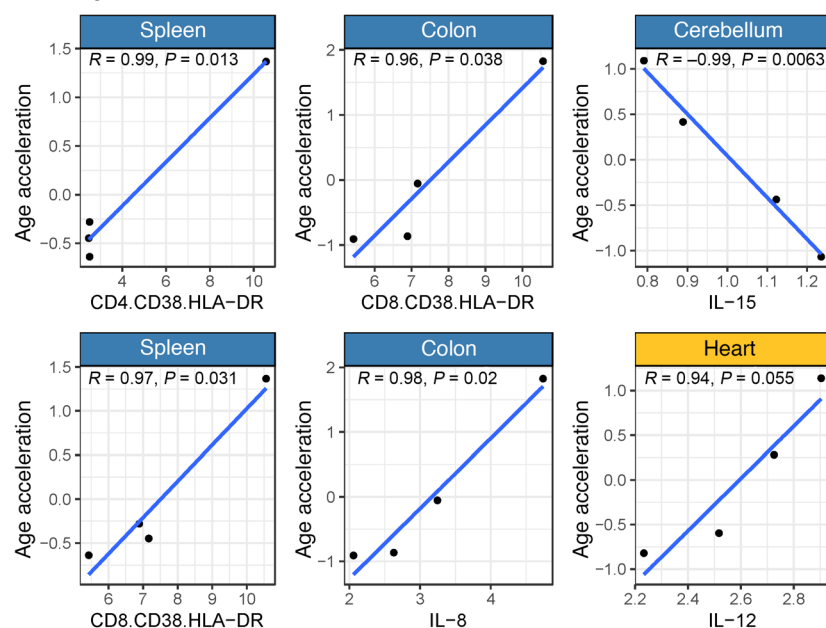 Spleen
R = 0.99, P = 0.013
Age acceleration
1.5
1.0
0.5
0.0
−0.5
4 6 8 10
CD4.CD38.HLA−DR
Colon
R = 0.96, P = 0.038
Age acceleration
2
1
0
−1
6 7 8 9 10
CD8.CD38.HLA−DR
Cerebellum
R = −0.99, P = 0.0063
Age acceleration
1.0
0.5
0.0
−0.5
−1.0
0.8 0.9 1.0 1.1 1.2
IL−15
Spleen
R = 0.97, P = 0.031
Age acceleration
1.5
1.0
0.5
0.0
−0.5
6 7 8 9 10
CD8.CD38.HLA−DR
Colon
R = 0.98, P = 0.02
Age acceleration
2
1
0
−1
2 3 4
IL−8
Heart
R = 0.94, P = 0.055
Age acceleration
1.0
0.5
0.0
−0.5
−1.0
2.2 2.4 2.6 2.8
IL−12